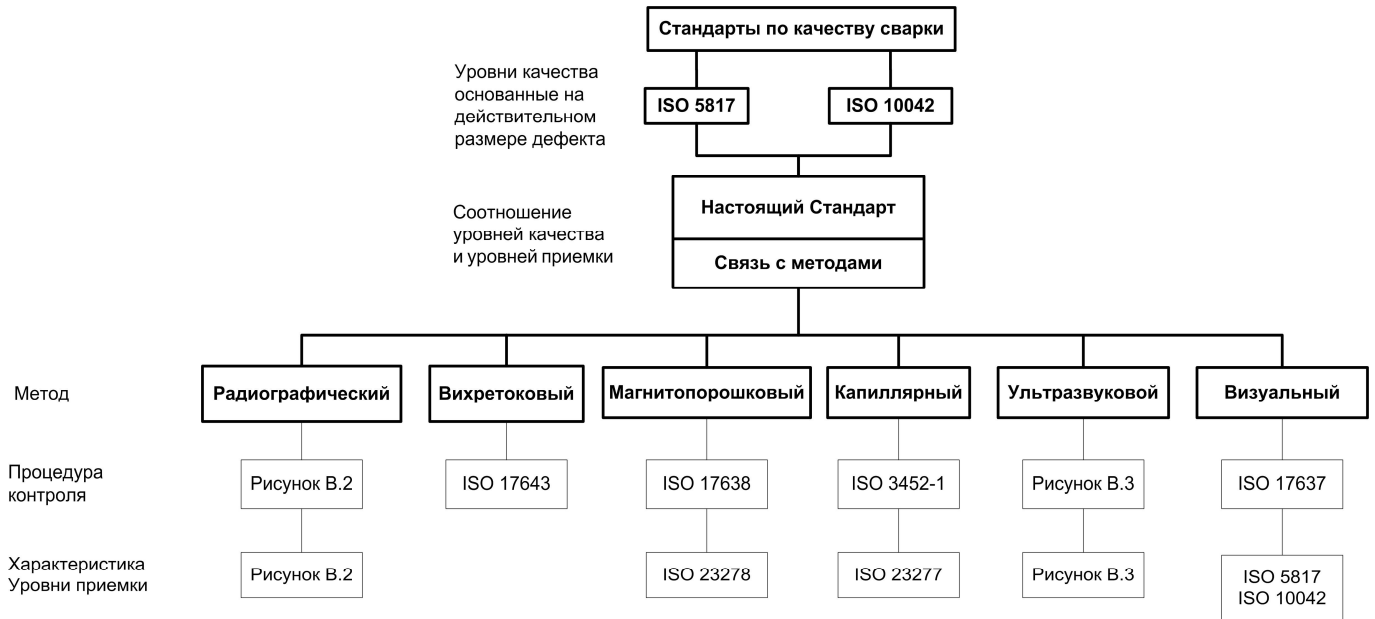 Стандарты по качеству сварки
Уровни качества
основанные на
действительном
размере дефекта
ISO 5817
ISO 10042
Соотношение
уровней качества
и уровней приемки
Настоящий Стандарт
Связь с методами
Метод
Радиографический
Вихретоковый
Магнитопорошковый
Капиллярный
Ультразвуковой
Визуальный
Процедура
контроля
Рисунок В.2
ISO 17643
ISO 17638
ISO 3452-1
Рисунок В.3
ISO 17637
Характеристика
Уровни приемки
Рисунок В.2
ISO 23278
ISO 23277
Рисунок В.3
ISO 5817
ISO 10042